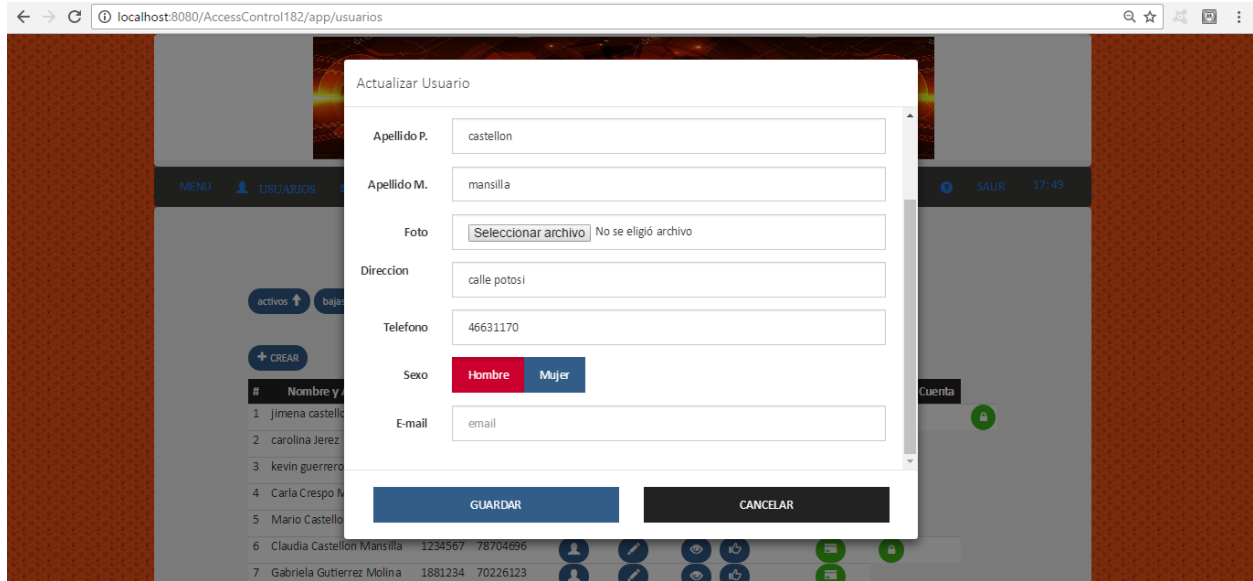 localhost:8080/AccessControl182/app/usuarios
Actualizar Usuario
Apellido P. castellon
MENU USUARIOS
Apellido M. mansilla
SALIR 17:49
Foto Seleccionar archivo No se eligió archivo
Direccion calle potosi
activos bajas
Telefono 46631170
CREAR
Sexo Hombre Mujer
# Nombre y
Cuenta
1 jimena
E-mail email
2 carolina Jerez
3 kevin guerrero
4 Carla Crespo
GUARDAR CANCELAR
5 Mario
6 Claudia Castellon Mansilla 1234567 78704696
7 Gabriela Gutierrez Molina 1881234 70226123